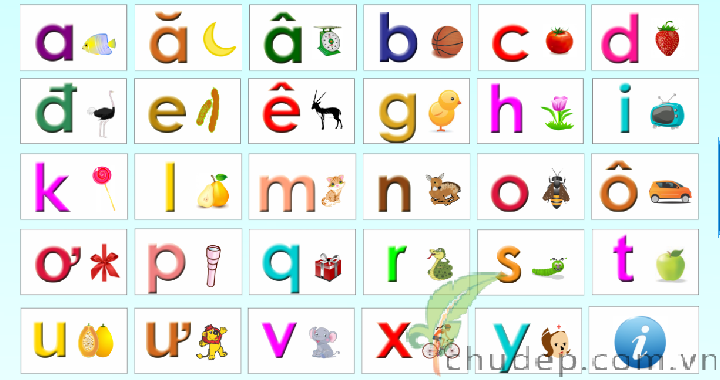 a ă â b c d
đ e ê g h i
k l m n o ô
ơ p q r s t
u ư v x y i
chudep.com.vn